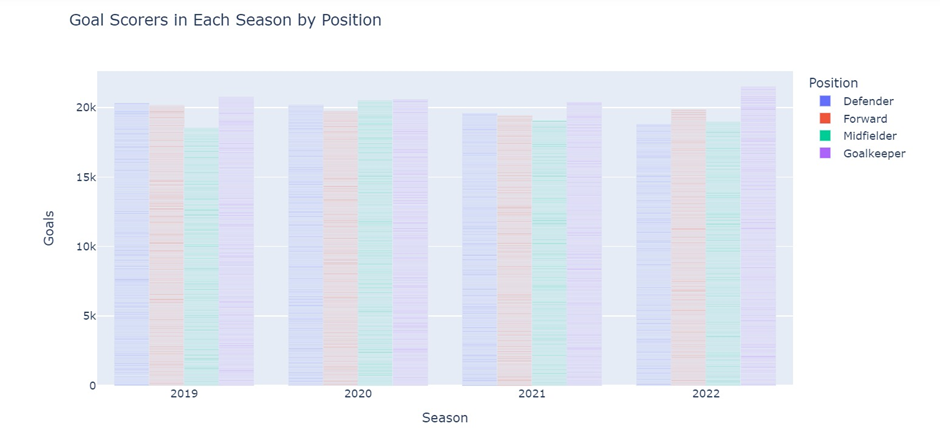 Goal Scorers in Each Season by Position
Position
Defender
Forward
Midfielder
Goalkeeper
Goals
20k
15k
10k
5k
0
2019 2020 2021 2022
Season